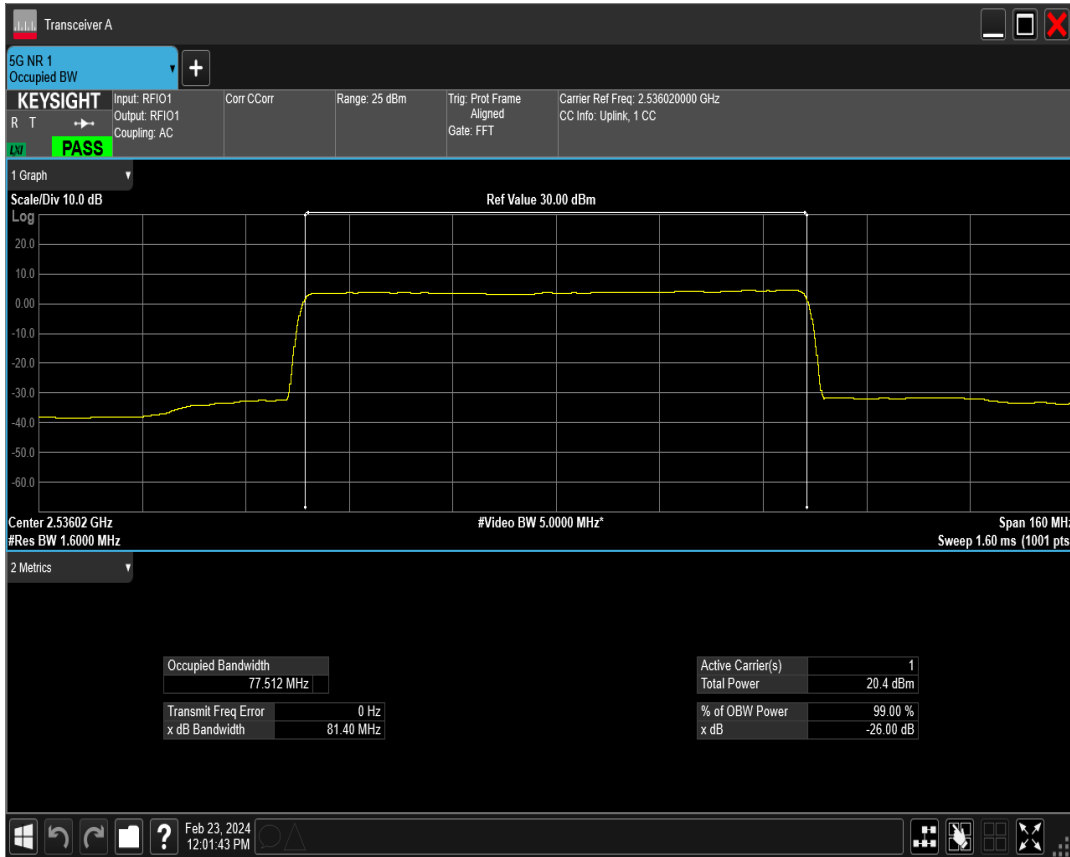 Transceiver A
5G NR 1
Occupied BW
KEYSIGHT
R T
LXI
PASS
Input: RFIO1
Output: RFIO1
Coupling: AC
Corr CCorr
Range: 25 dBm
Trig: Prot Frame
Aligned
Gate: FFT
Carrier Ref Freq: 2.536020000 GHz
CC Info: Uplink, 1 CC
1 Graph
Scale/Div 10.0 dB
Ref Value 30.00 dBm
Log
20.0
10.0
0.00
-10.0
-20.0
-30.0
-40.0
-50.0
-60.0
Center 2.53602 GHz
#Video BW 5.0000 MHz*
Span 160 MHz
#Res BW 1.6000 MHz
Sweep 1.60 ms (1001 pts
2 Metrics
Occupied Bandwidth
77.512 MHz
Transmit Freq Error 0 Hz
x dB Bandwidth 81.40 MHz
Active Carrier(s) 1
Total Power 20.4 dBm
% of OBW Power 99.00 %
x dB -26.00 dB
?
Feb 23, 2024
12:01:43 PM